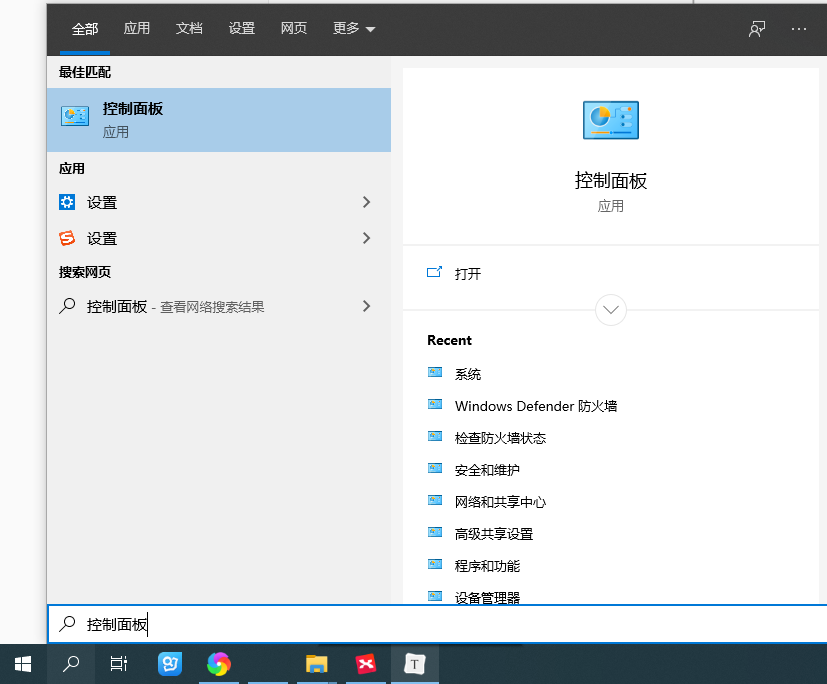 全部 应用 文档 设置 网页 更多
最佳匹配
控制面板
应用
应用
设置
设置
搜索网页
控制面板 - 查看网络搜索结果
控制面板
应用
打开
Recent
系统
Windows Defender 防火墙
检查防火墙状态
安全和维护
网络和共享中心
高级共享设置
程序和功能
设备管理器
控制面板
T